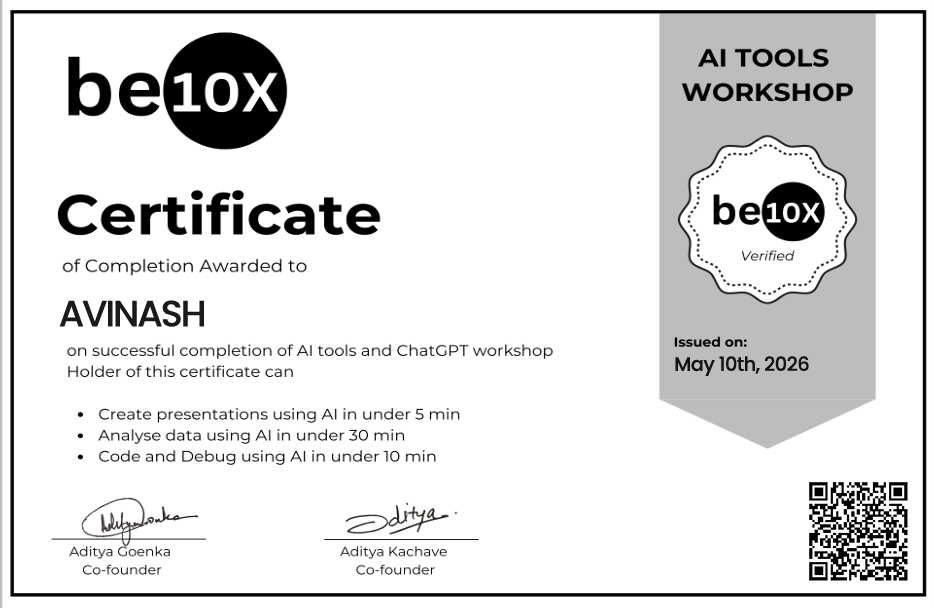 be10X
Certificate
of Completion Awarded to
AVINASH
on successful completion of AI tools and ChatGPT workshop
Holder of this certificate can
• Create presentations using AI in under 5 min
• Analyse data using AI in under 30 min
• Code and Debug using AI in under 10 min
Aditya Goenka
Co-founder
Aditya
Aditya Kachave
Co-founder
AI TOOLS
WORKSHOP
be10X
Verified
Issued on:
May 10th, 2026